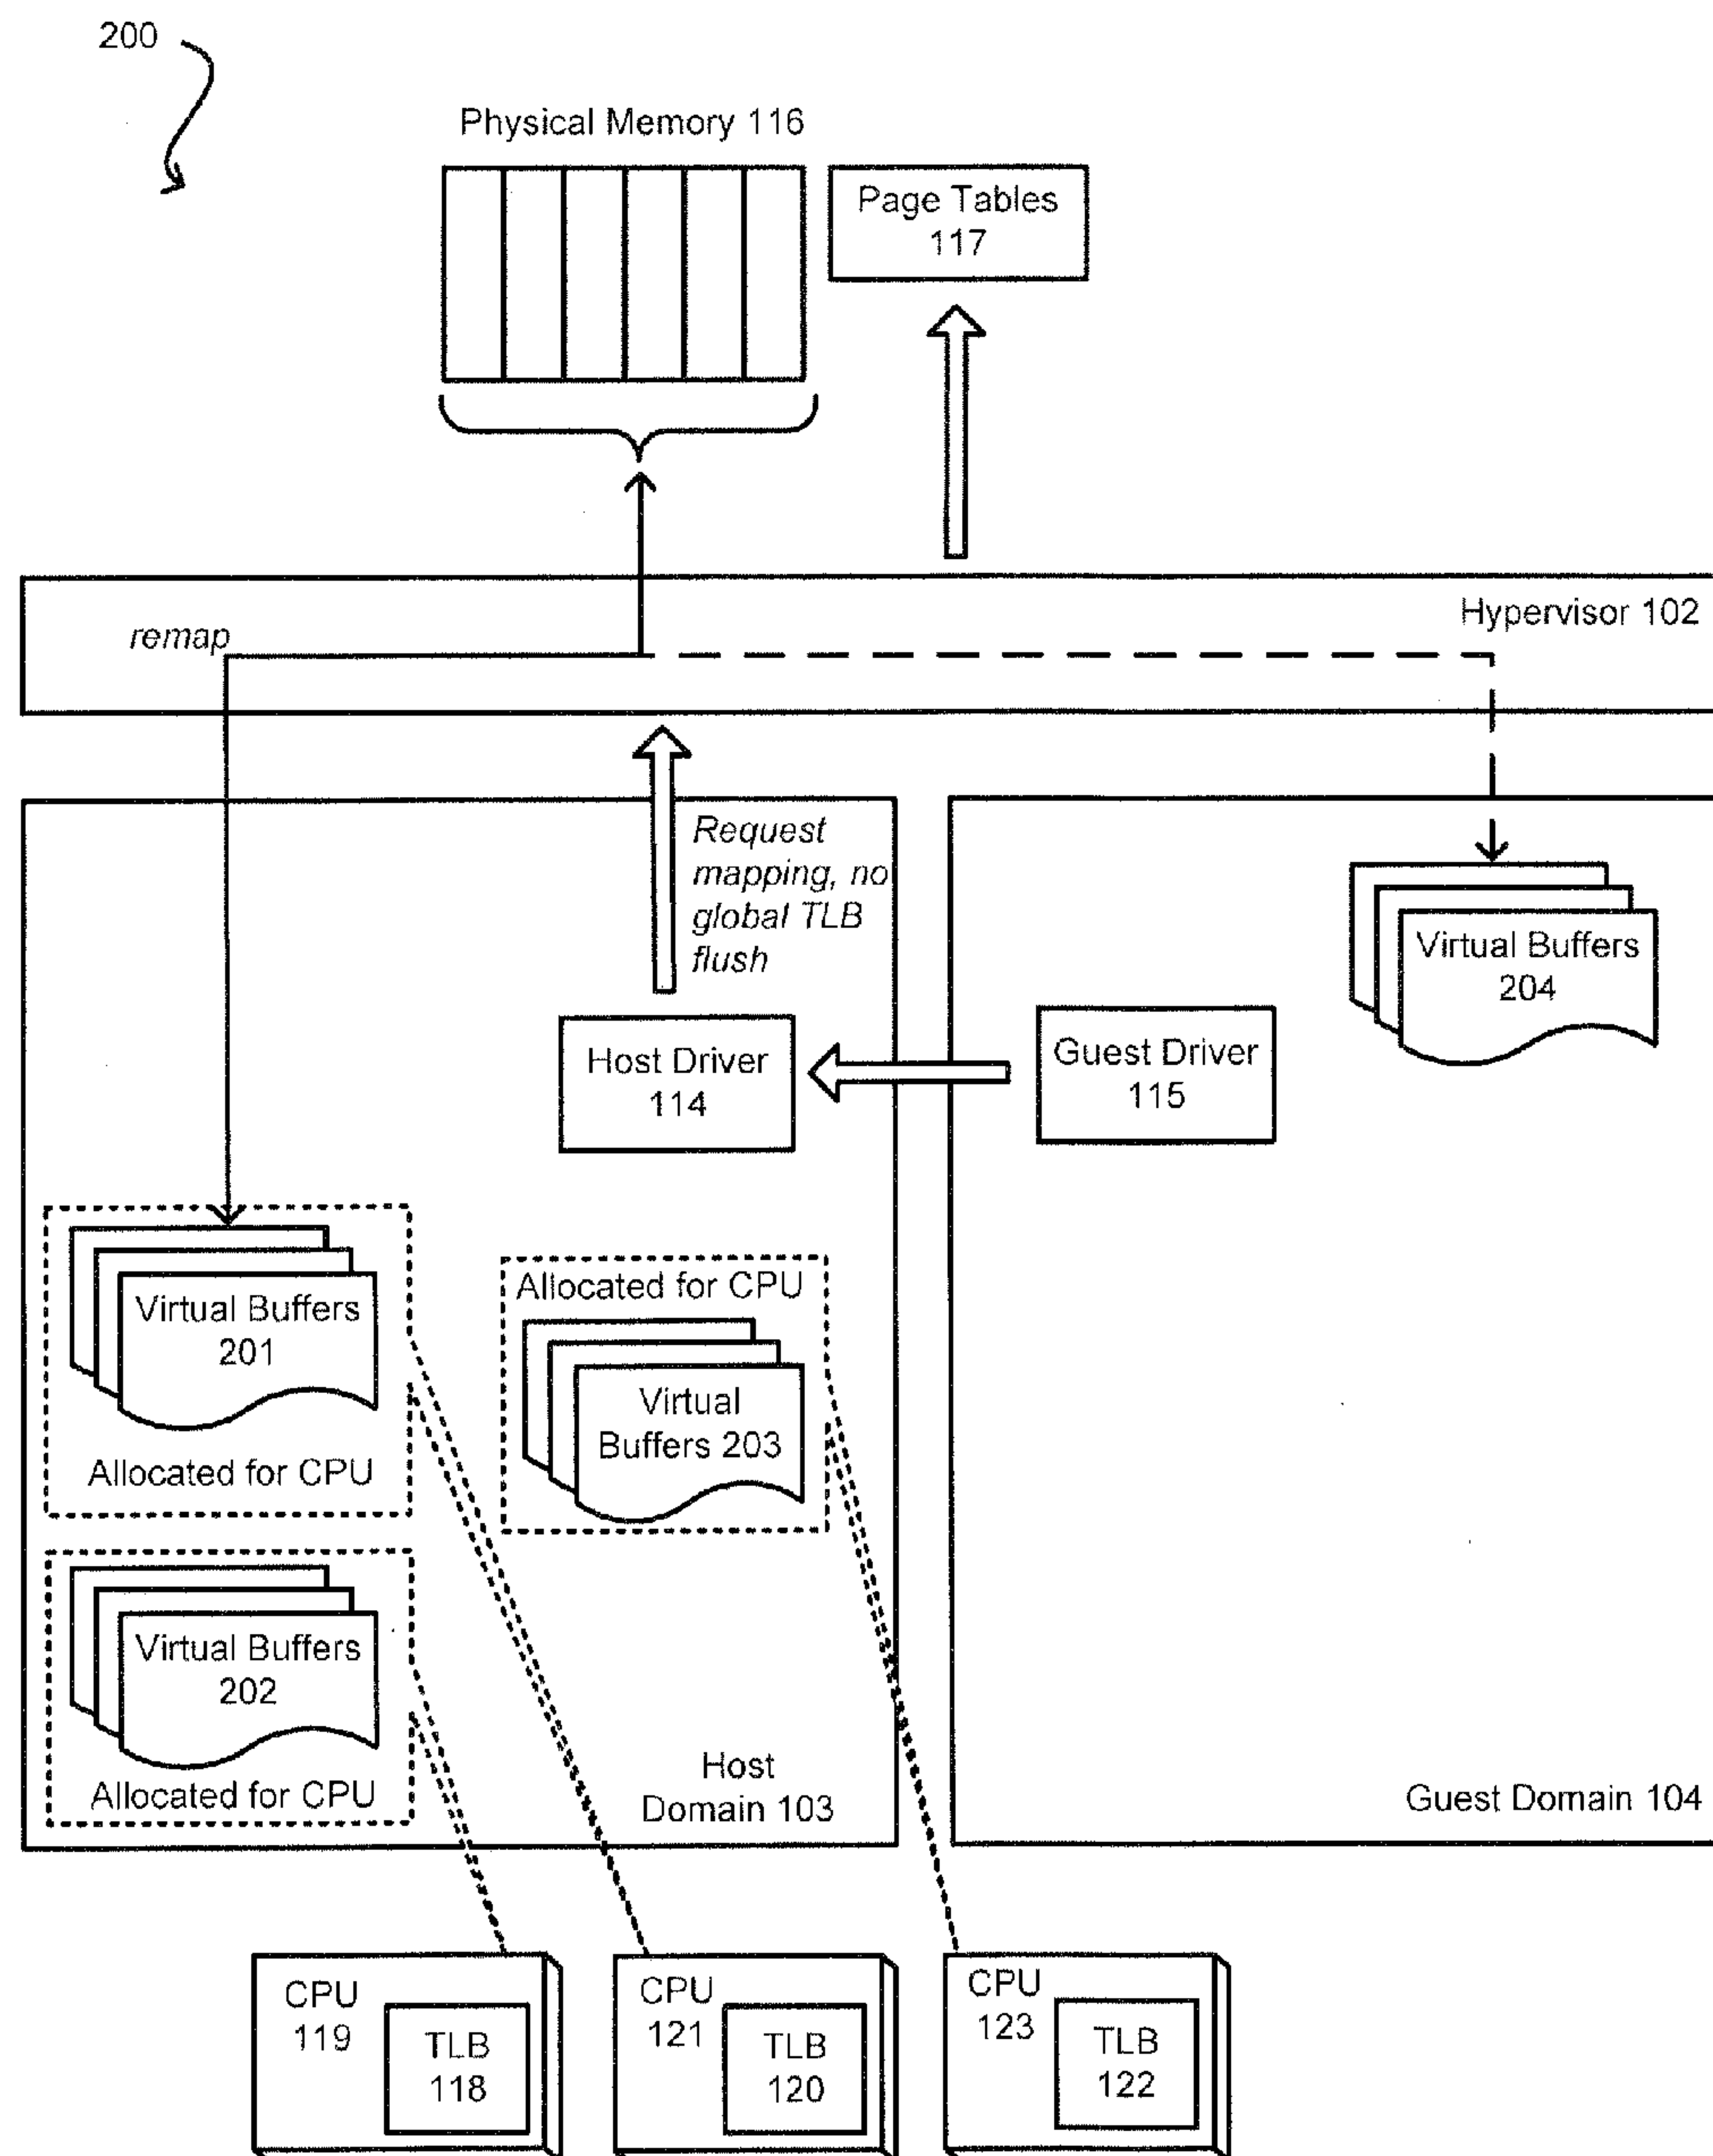 200
Physical Memory 116
Page Tables
117
Hypervisor 102
remap
Request
mapping, no
global TLB
flush
Virtual Buffers
204
Host Driver
114
Guest Driver
115
Virtual Buffers
201
Allocated for CPU
Allocated for CPU
Virtual
Buffers 203
Virtual Buffers
202
Allocated for CPU
Host
Domain 103
Guest Domain 104
CPU
119
TLB
118
CPU
121
TLB
120
CPU
123
TLB
122